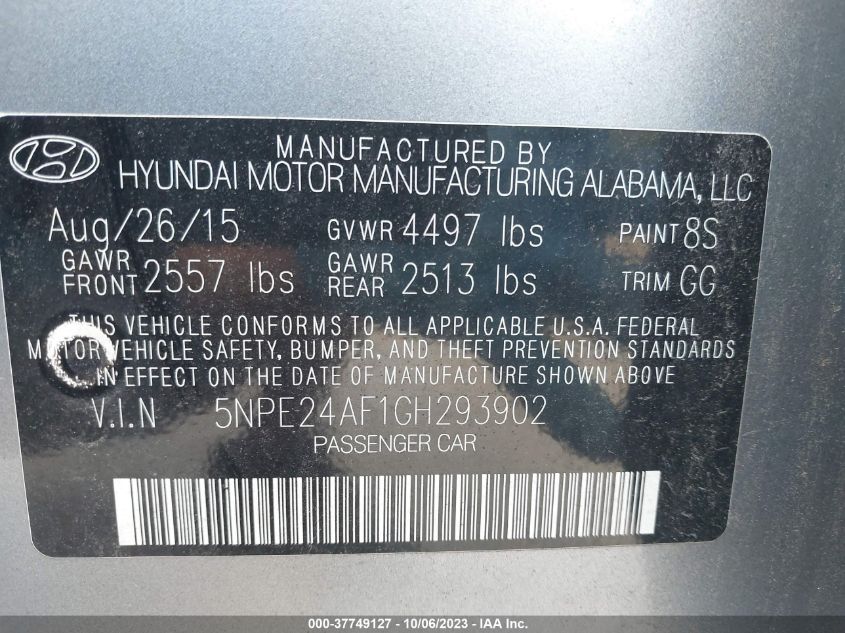 MANUFACTURED BY
HYUNDAI MOTOR MANUFACTURING ALABAMA, LLC
Aug/26/15 GVWR 4497 lbs PAINT 8S
GAWR FRONT 2557 lbs GAWR REAR 2513 lbs TRIM GG
THIS VEHICLE CONFORMS TO ALL APPLICABLE U.S.A. FEDERAL
MOTOR VEHICLE SAFETY, BUMPER, AND THEFT PREVENTION STANDARDS
IN EFFECT ON THE DATE OF MANUFACTURE SHOWN ABOVE
V.I.N 5NPE24AF1GH293902
PASSENGER CAR
000-37749127 - 10/06/2023 - IAA Inc.